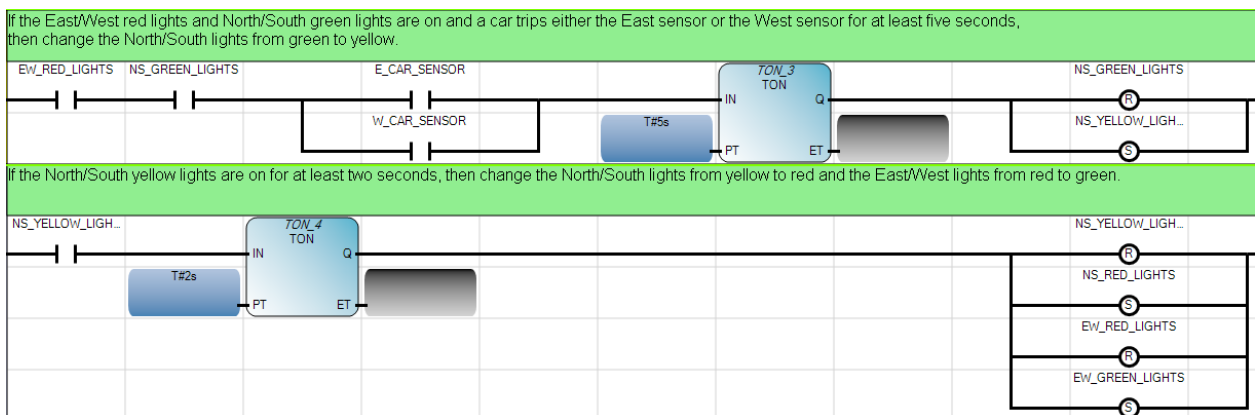 If the East/West red lights and North/South green lights are on and a car trips either the East sensor or the West sensor for at least five seconds,
then change the North/South lights from green to yellow.
EW_RED_LIGHTS NS_GREEN_LIGHTS E_CAR_SENSOR TON_3 NS_GREEN_LIGHTS
TON
IN Q R
W_CAR_SENSOR T#5s NS_YELLOW_LIGH...
PT ET S
If the North/South yellow lights are on for at least two seconds, then change the North/South lights from yellow to red and the East/West lights from red to green.
NS_YELLOW_LIGH... TON_4 NS_YELLOW_LIGH...
TON
IN Q R
T#2s NS_RED_LIGHTS
PT ET S
EW_RED_LIGHTS
R
EW_GREEN_LIGHTS
S